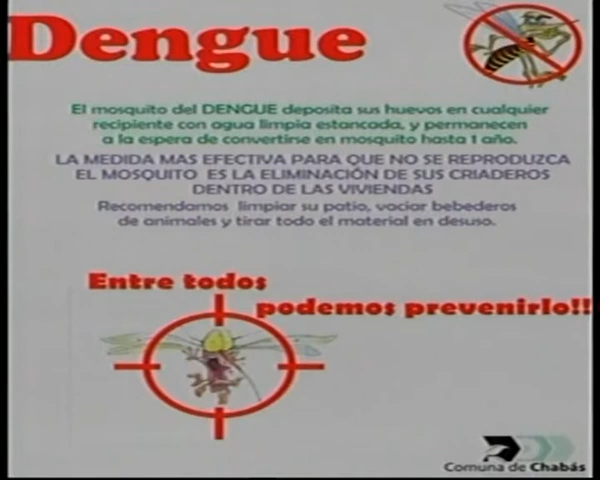 Dengue
El mosquito del DENGUE deposita sus huevos en cualquier
recipiente con agua limpia estancada, y permanecen
a la espera de convertirse en mosquito hasta 1 año.
LA MEDIDA MAS EFECTIVA PARA QUE NO SE REPRODUZCA
EL MOSQUITO ES LA ELIMINACIÓN DE SUS CRIADEROS
DENTRO DE LAS VIVIENDAS
Recomendamos limpiar su patio, vaciar bebederos
de animales y tirar todo el material en desuso.
Entre todos
podemos prevenirlo!!
Comuna de Chabás